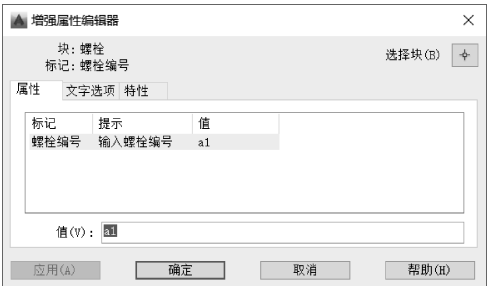 增强属性编辑器
块: 螺栓
标记: 螺栓编号
选择块(B)
属性 文字选项 特性
标记 提示 值
螺栓编号 输入螺栓编号 a1
值(V): a1
应用(A) 确定 取消 帮助(H)